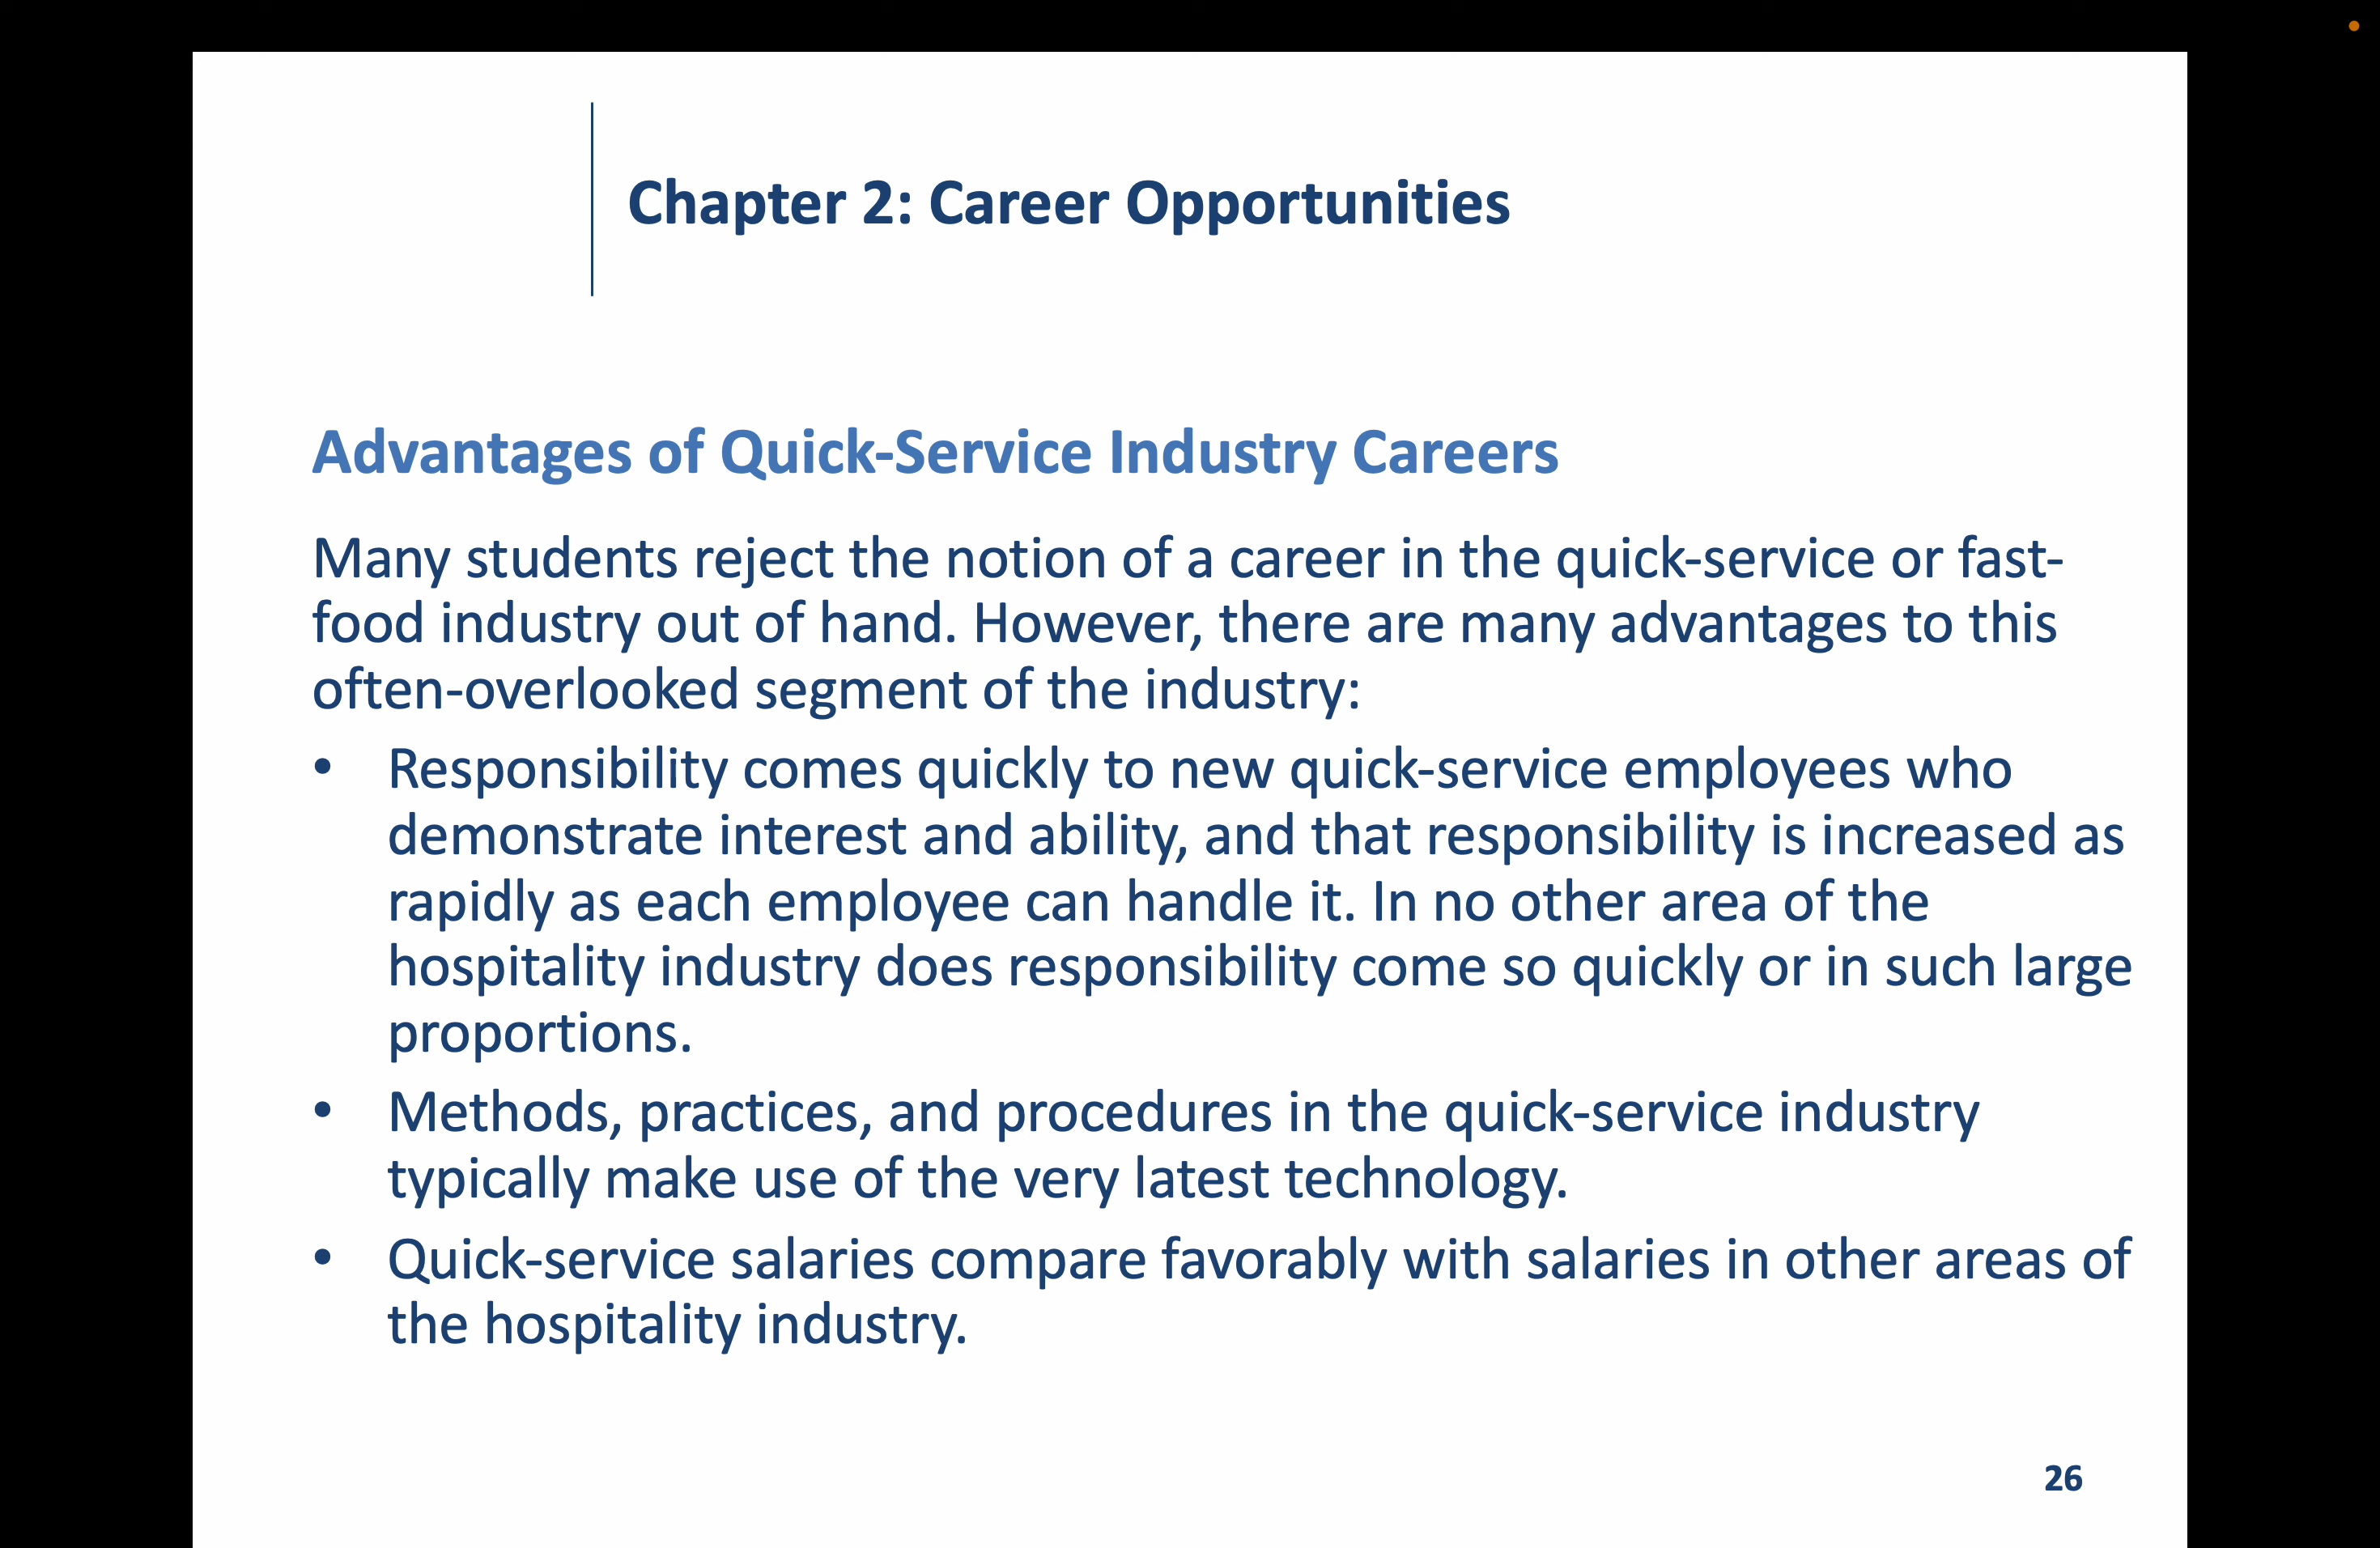 Chapter 2: Career Opportunities
Advantages of Quick-Service Industry Careers
Many students reject the notion of a career in the quick-service or fast-
food industry out of hand. However, there are many advantages to this
often-overlooked segment of the industry:
• Responsibility comes quickly to new quick-service employees who
demonstrate interest and ability, and that responsibility is increased as
rapidly as each employee can handle it. In no other area of the
hospitality industry does responsibility come so quickly or in such large
proportions.
• Methods, practices, and procedures in the quick-service industry
typically make use of the very latest technology.
• Quick-service salaries compare favorably with salaries in other areas of
the hospitality industry.
26